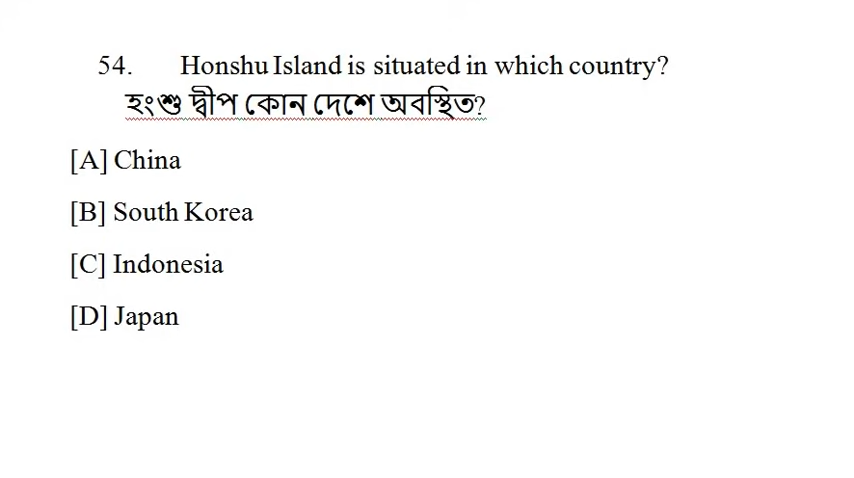 54. Honshu Island is situated in which country?
হংশু দ্বীপ কোন দেশে অবস্থিত?
[A] China
[B] South Korea
[C] Indonesia
[D] Japan